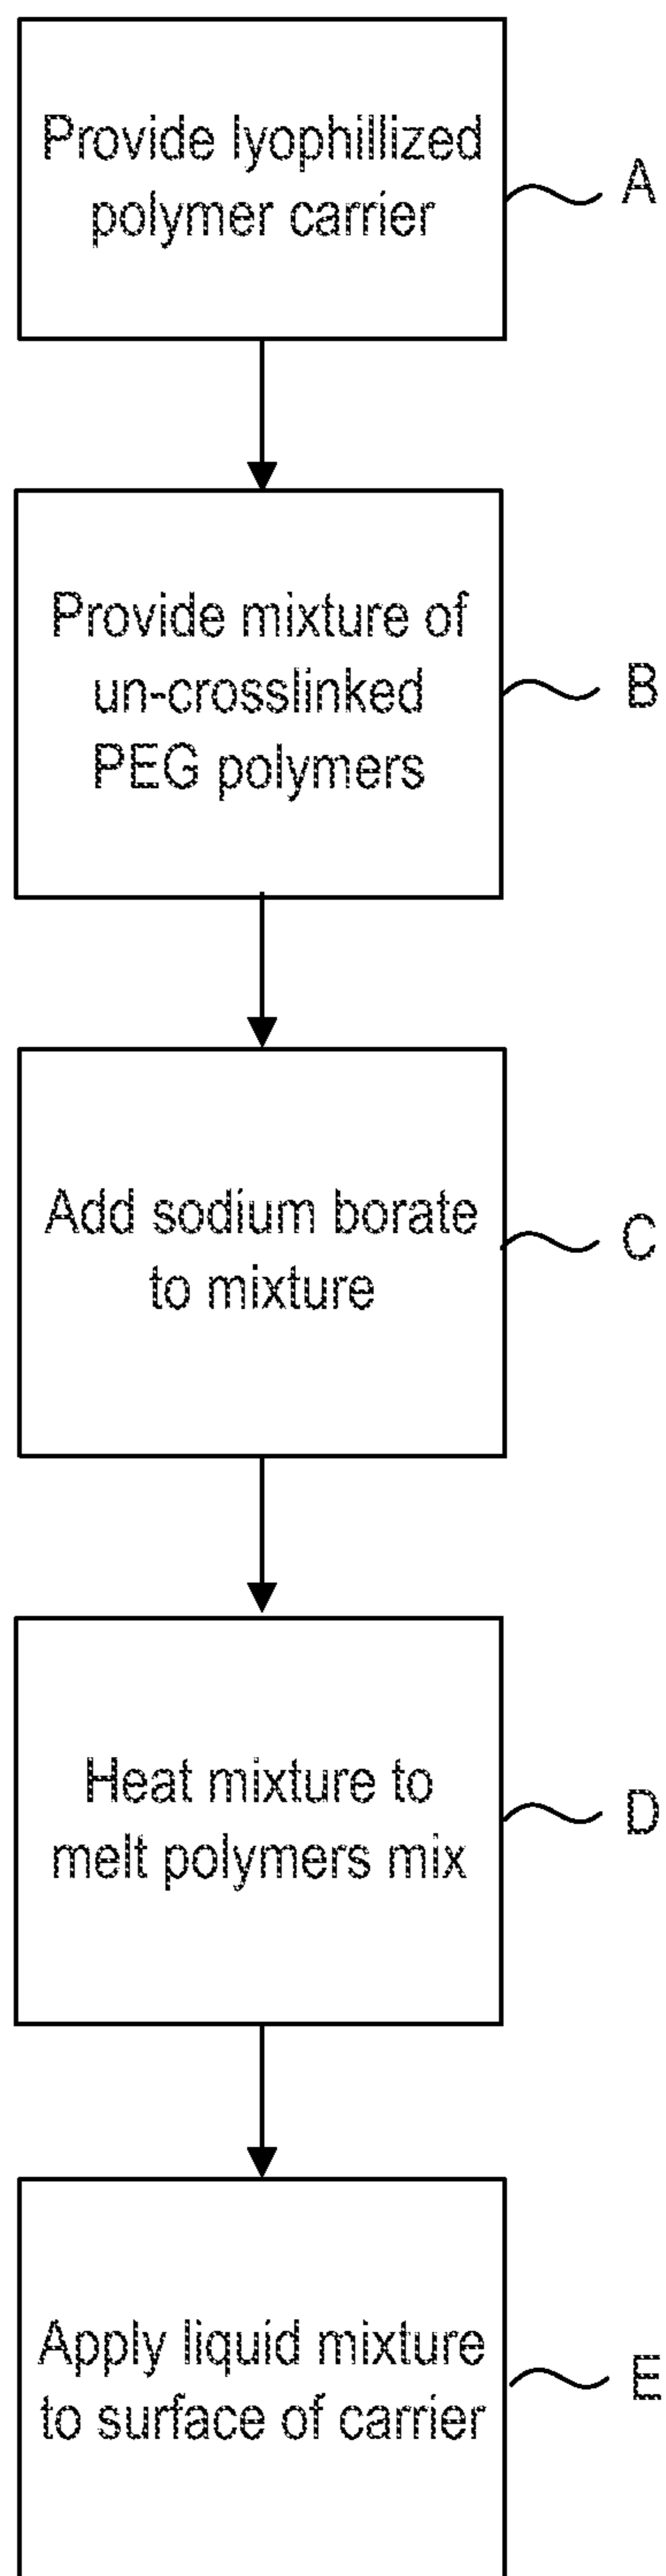 Provide lyophillized
polymer carrier
A
Provide mixture of
un-crosslinked
PEG polymers
B
Add sodium borate
to mixture
C
Heat mixture to
melt polymers mix
D
Apply liquid mixture
to surface of carrier
E